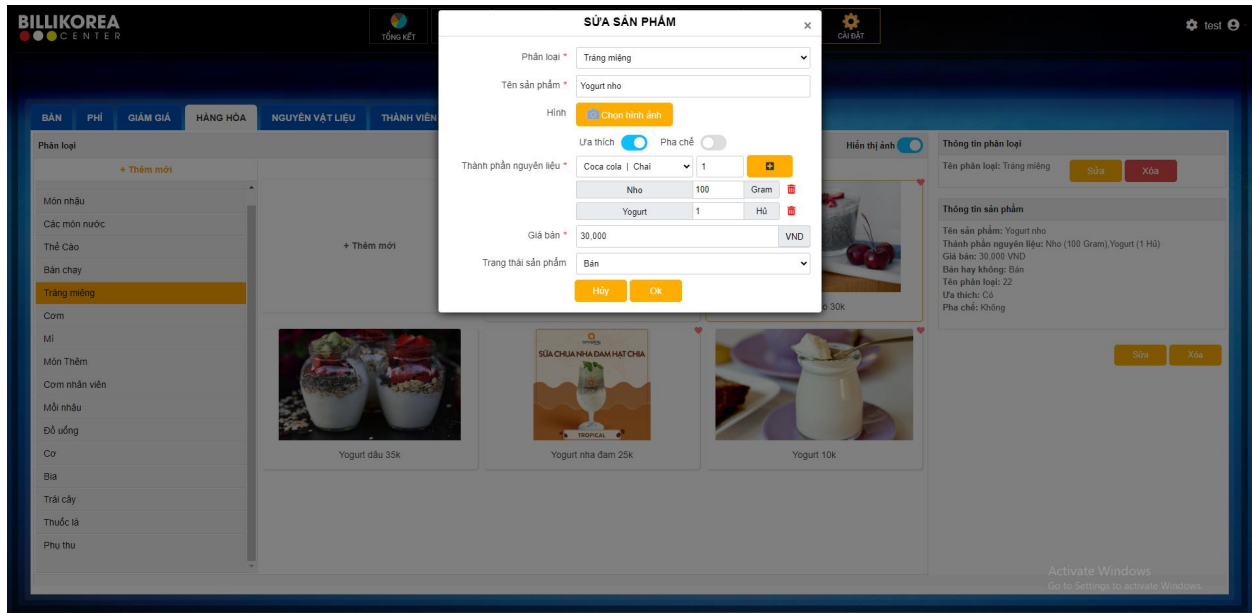 BILLIKOREA
CENTER
TỔNG KẾT
CÀI ĐẶT
test
SỬA SẢN PHẨM
×
Phân loại *
Tráng miệng
Tên sản phẩm *
Yogurt nho
Hình
Chọn hình ảnh
Ưa thích
Pha chế
Thành phần nguyên liệu *
Coca cola | Chai
1
Nho
100
Gram
Yogurt
1
Hủ
Giá bán *
30,000
VND
Trạng thái sản phẩm
Bán
Hủy
Ok
BÀN
PHÍ
GIẢM GIÁ
HÀNG HÓA
NGUYÊN VẬT LIỆU
THÀNH VIÊN
Phân loại
Hiển thị ảnh
+ Thêm mới
Món nhậu
Các món nước
Thẻ Cào
Bán chạy
Tráng miệng
Cơm
Mì
Món Thêm
Cơm nhân viên
Mồi nhậu
Đồ uống
Cơ
Bia
Trái cây
Thuốc lá
Phụ thu
+ Thêm mới
30k
Yogurt dâu 35k
SỮA CHUA NHA ĐAM HẠT CHIA
TROPICAL
Yogurt nha đam 25k
Yogurt 10k
Thông tin phân loại
Tên phân loại: Tráng miệng
Sửa
Xóa
Thông tin sản phẩm
Tên sản phẩm: Yogurt nho
Thành phần nguyên liệu: Nho (100 Gram),Yogurt (1 Hủ)
Giá bán: 30,000 VND
Bán hay không: Bán
Tên phân loại: 22
Ưa thích: Có
Pha chế: Không
Sửa
Xóa
Activate Windows
Go to Settings to activate Windows.